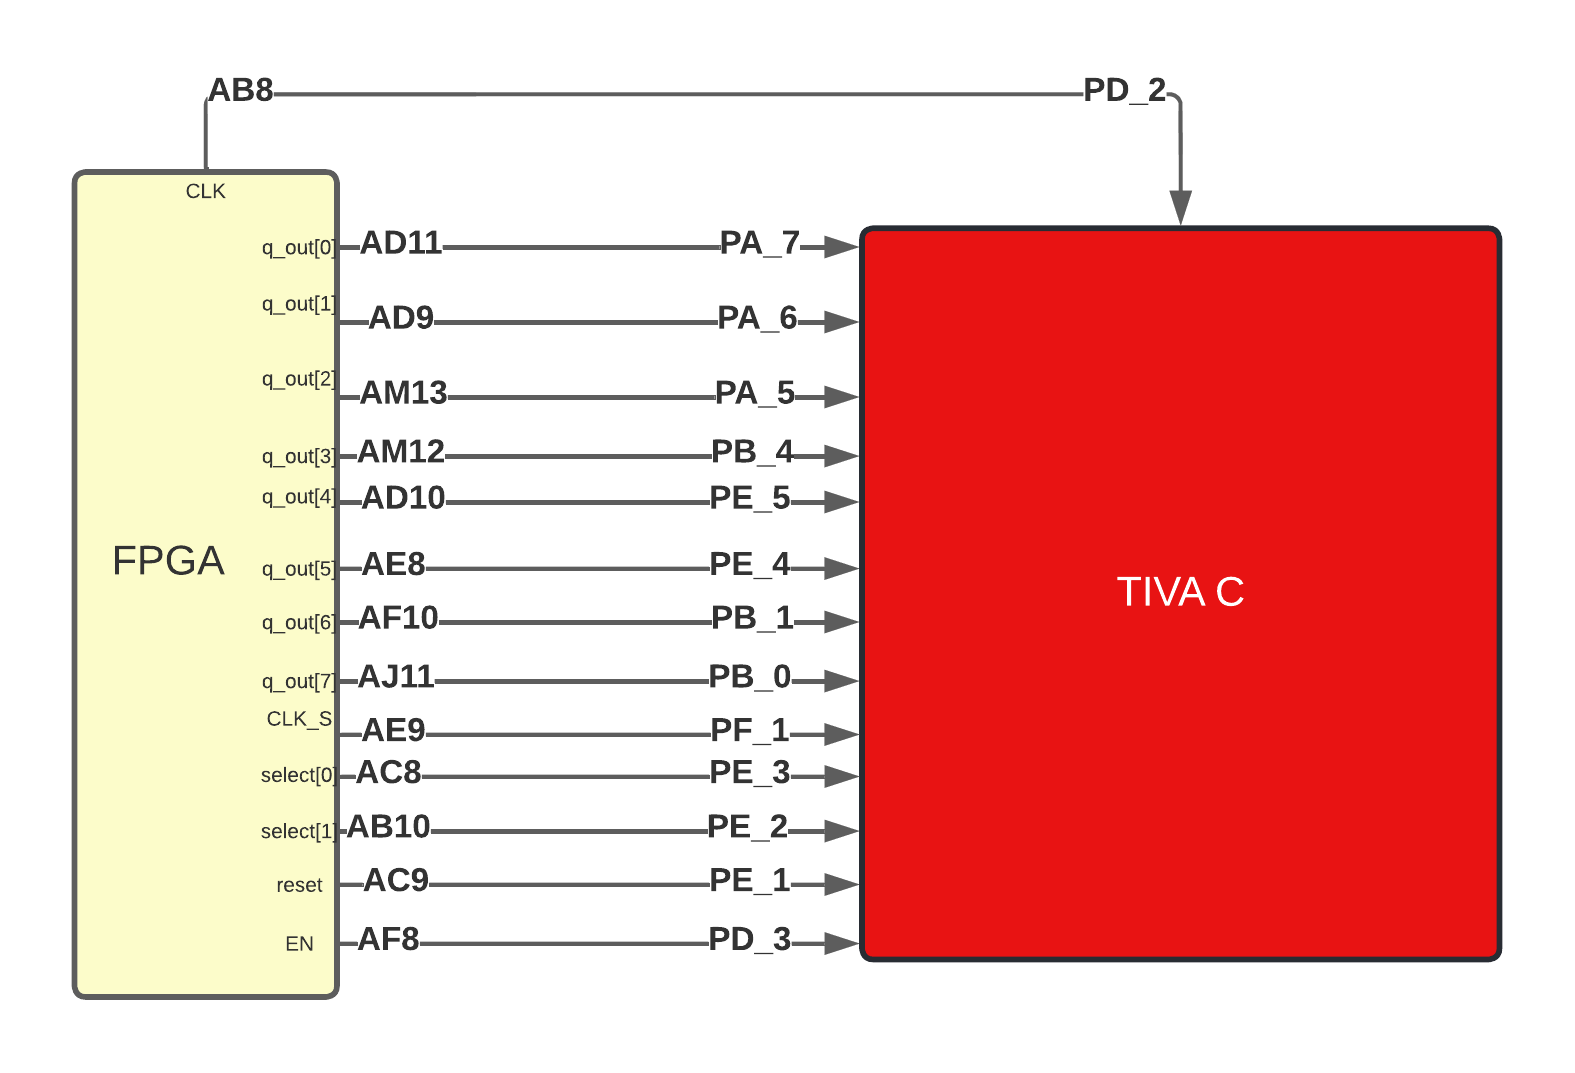 AB8 PD_2
CLK
q_out[0] AD11 PA_7
q_out[1] AD9 PA_6
q_out[2] AM13 PA_5
q_out[3] AM12 PB_4
q_out[4] AD10 PE_5
q_out[5] AE8 PE_4
q_out[6] AF10 PB_1
q_out[7] AJ11 PB_0
CLK_S AE9 PF_1
select[0] AC8 PE_3
select[1] AB10 PE_2
reset AC9 PE_1
EN AF8 PD_3
FPGA
TIVA C